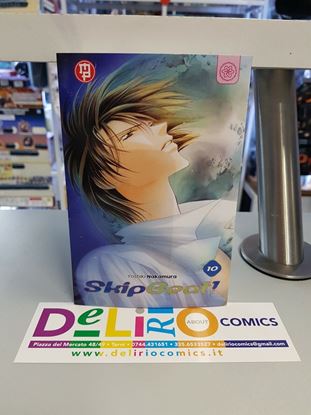 mp
Yoshiki Nakamura
Skip Beat!
10
DELIRIO
ABOUT
COMICS
Piazza del Mercato 48/49 • Terni • 0744.431651 • 335.6533527 • deliriocomics@gmail.com
www.deliriocomics.it